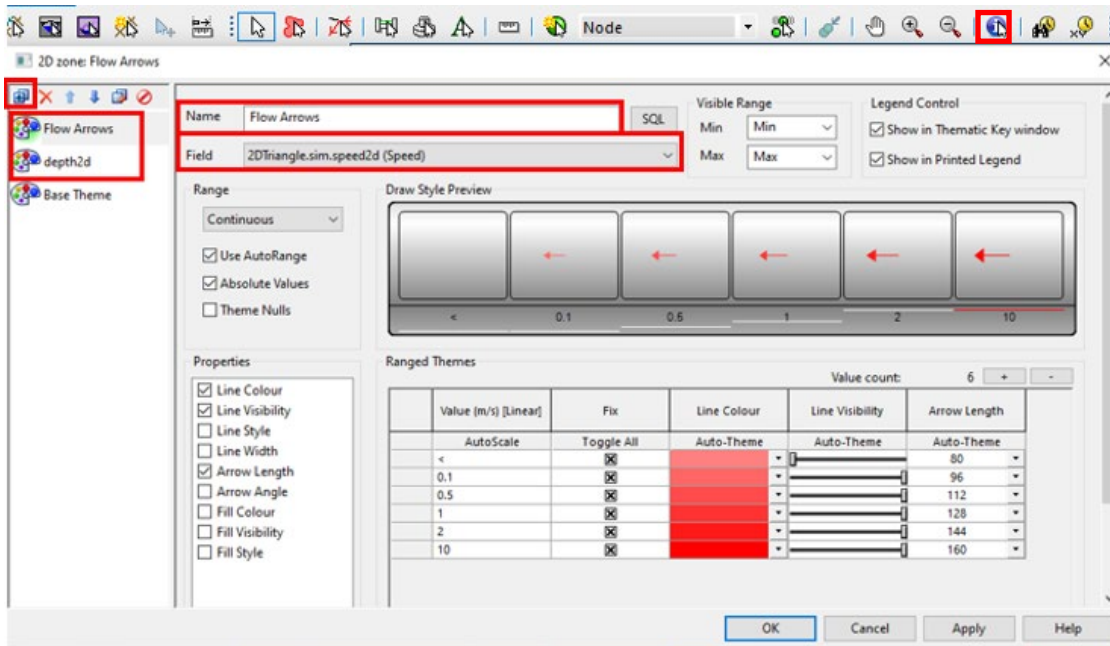 Node
2D zone: Flow Arrows
Flow Arrows
depth2d
Base Theme
Name Flow Arrows SQL
Field 2DTriangle.sim.speed2d (Speed)
Visible Range
Min Min
Max Max
Legend Control
Show in Thematic Key window
Show in Printed Legend
Range
Continuous
Use AutoRange
Absolute Values
Theme Nulls
Draw Style Preview
< 0.1 0.5 1 2 10
Properties
Line Colour
Line Visibility
Line Style
Line Width
Arrow Length
Arrow Angle
Fill Colour
Fill Visibility
Fill Style
Ranged Themes
Value count: 6 + -
Value (m/s) [Linear] Fix Line Colour Line Visibility Arrow Length
AutoScale Toggle All Auto-Theme Auto-Theme Auto-Theme
< 80
0.1 96
0.5 112
1 128
2 144
10 160
OK Cancel Apply Help